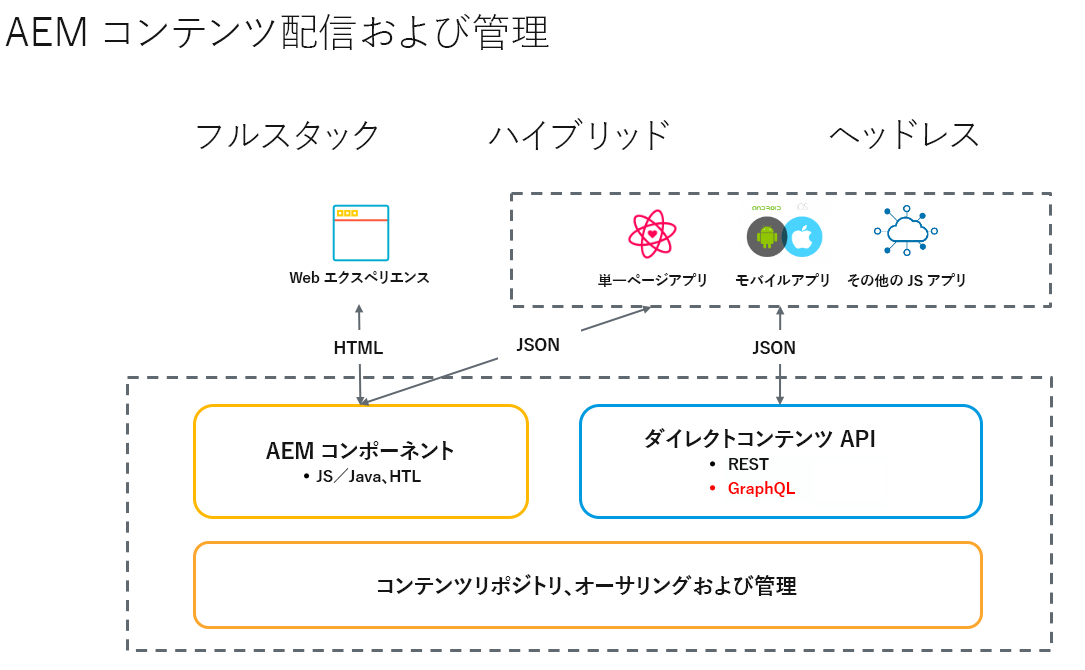 AEM コンテンツ配信および管理
フルスタック
ハイブリッド
ヘッドレス
ANDROID
iOS
Web エクスペリエンス
単一ページアプリ
モバイルアプリ
その他の JS アプリ
HTML
JSON
JSON
AEM コンポーネント
• JS／Java、HTL
ダイレクトコンテンツ API
• REST
• GraphQL
コンテンツリポジトリ、オーサリングおよび管理